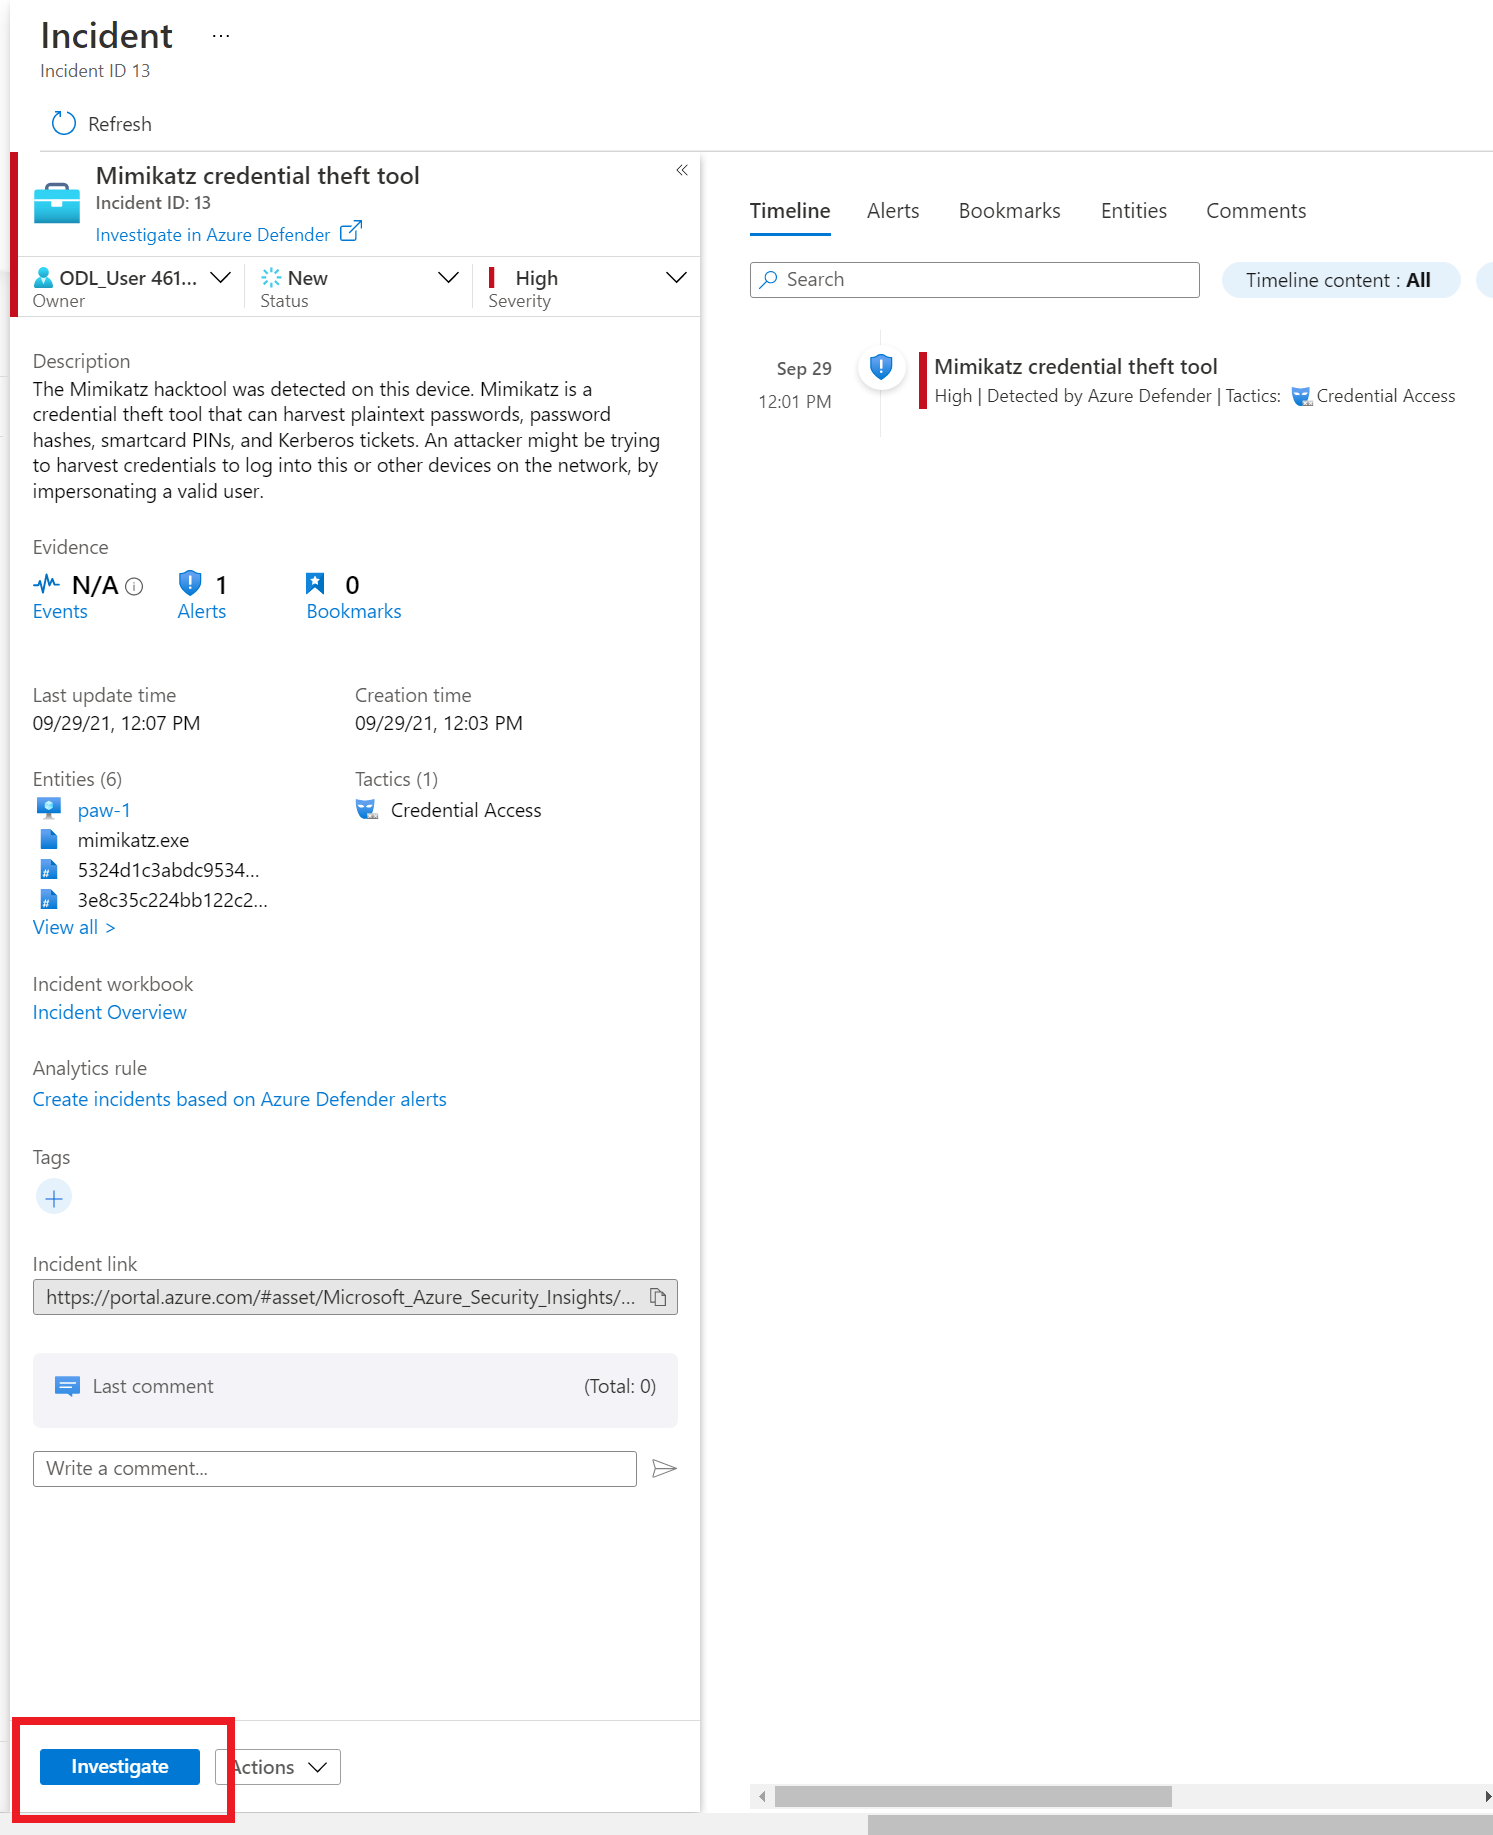 Incident ...
Incident ID 13
Refresh
Mimikatz credential theft tool
Incident ID: 13
Investigate in Azure Defender
ODL_User 461...
Owner
New
Status
High
Severity
Description
The Mimikatz hacktool was detected on this device. Mimikatz is a
credential theft tool that can harvest plaintext passwords, password
hashes, smartcard PINs, and Kerberos tickets. An attacker might be trying
to harvest credentials to log into this or other devices on the network, by
impersonating a valid user.
Evidence
N/A
Events
1
Alerts
0
Bookmarks
Last update time
09/29/21, 12:07 PM
Creation time
09/29/21, 12:03 PM
Entities (6)
paw-1
mimikatz.exe
5324d1c3abdc9534...
3e8c35c224bb122c2...
View all >
Tactics (1)
Credential Access
Incident workbook
Incident Overview
Analytics rule
Create incidents based on Azure Defender alerts
Tags
Incident link
https://portal.azure.com/#asset/Microsoft_Azure_Security_Insights/...
Last comment (Total: 0)
Write a comment...
Investigate
Actions
Timeline Alerts Bookmarks Entities Comments
Search
Timeline content : All
Sep 29
12:01 PM
Mimikatz credential theft tool
High | Detected by Azure Defender | Tactics: Credential Access